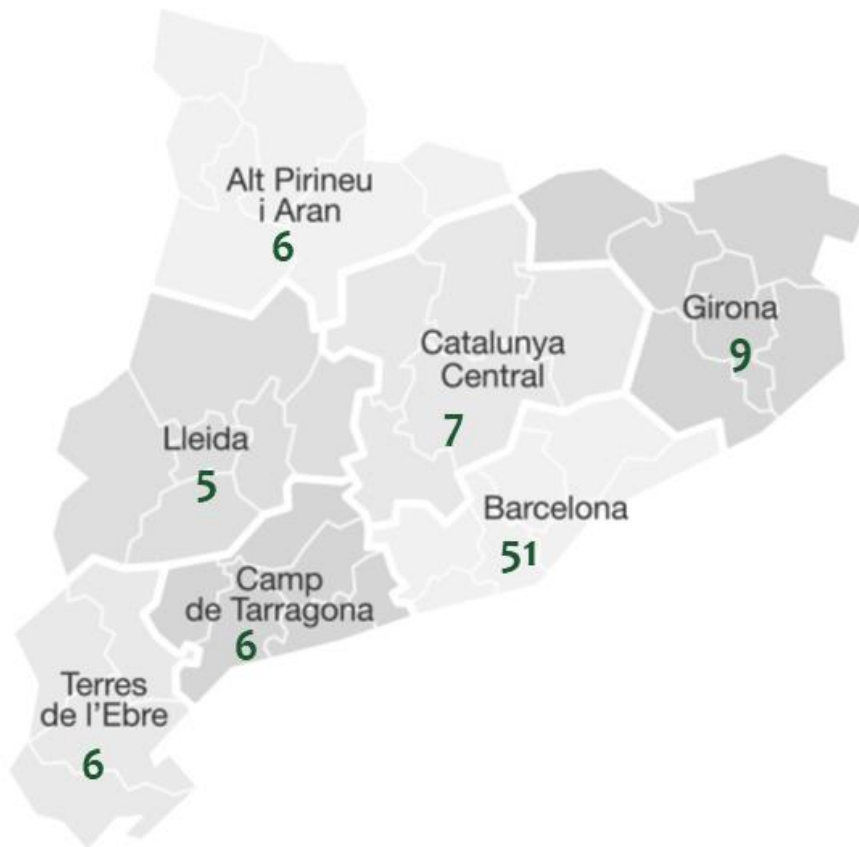 Alt Pirineu
i Aran
6
Girona
9
Catalunya
Central
7
Lleida
5
Barcelona
51
Camp
de Tarragona
6
Terres
de l'Ebre
6